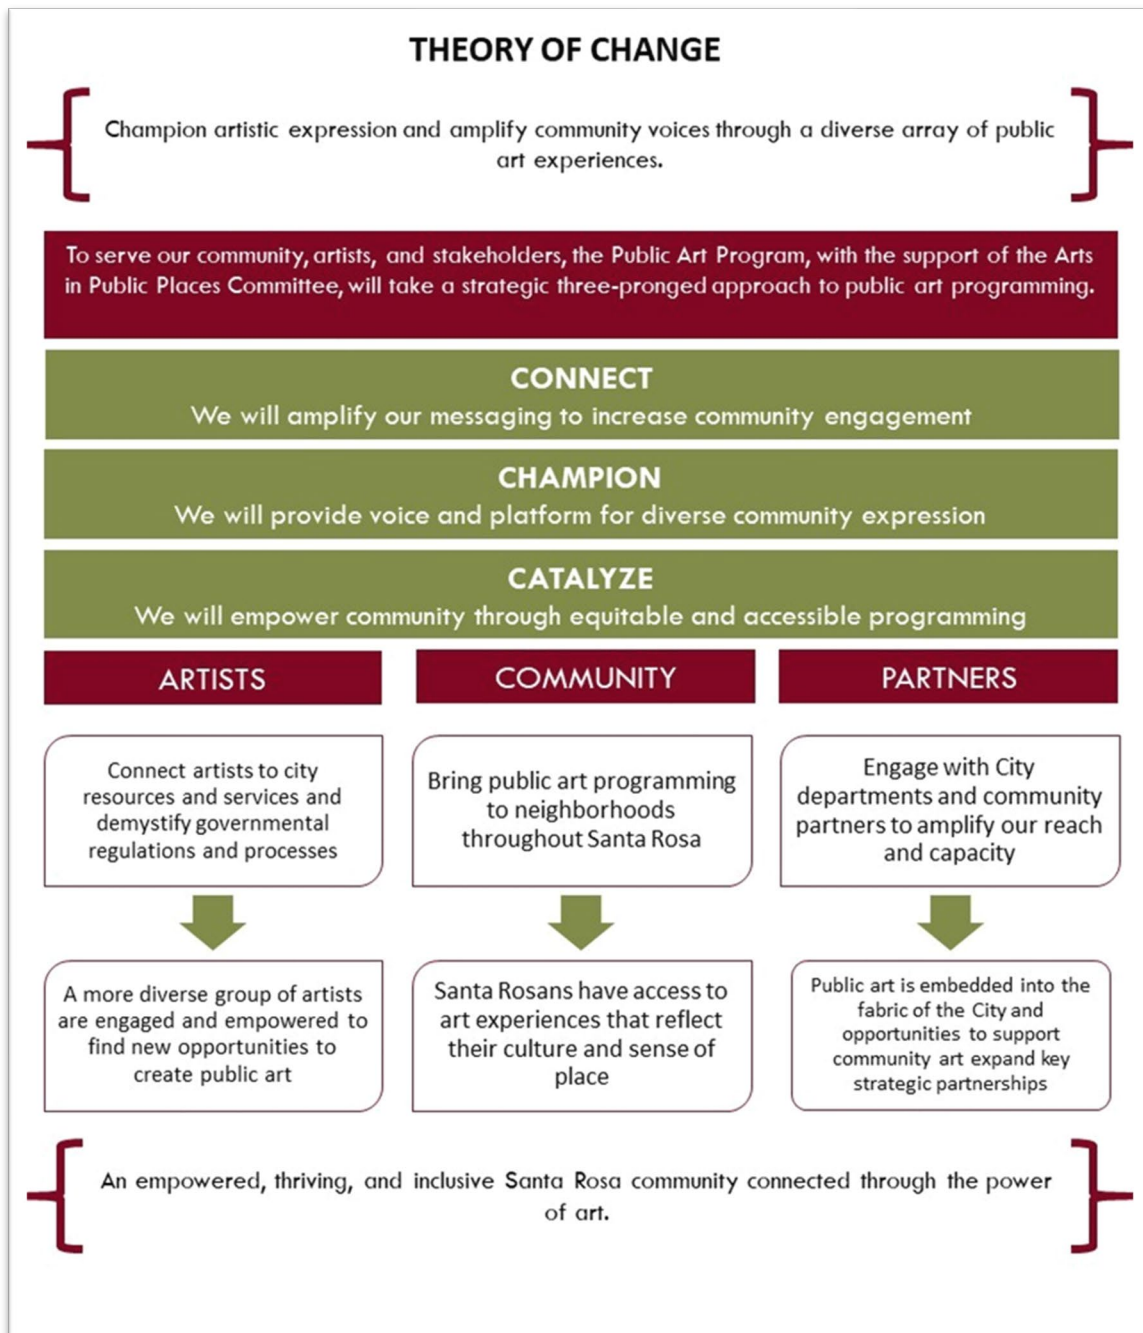 THEORY OF CHANGE
Champion artistic expression and amplify community voices through a diverse array of public
art experiences.
To serve our community, artists, and stakeholders, the Public Art Program, with the support of the Arts
in Public Places Committee, will take a strategic three-pronged approach to public art programming.
CONNECT
We will amplify our messaging to increase community engagement
CHAMPION
We will provide voice and platform for diverse community expression
CATALYZE
We will empower community through equitable and accessible programming
ARTISTS
COMMUNITY
PARTNERS
Connect artists to city
resources and services and
demystify governmental
regulations and processes
Bring public art programming
to neighborhoods
throughout Santa Rosa
Engage with City
departments and community
partners to amplify our reach
and capacity
A more diverse group of artists
are engaged and empowered to
find new opportunities to
create public art
Santa Rosans have access to
art experiences that reflect
their culture and sense of
place
Public art is embedded into the
fabric of the City and
opportunities to support
community art expand key
strategic partnerships
An empowered, thriving, and inclusive Santa Rosa community connected through the power
of art.